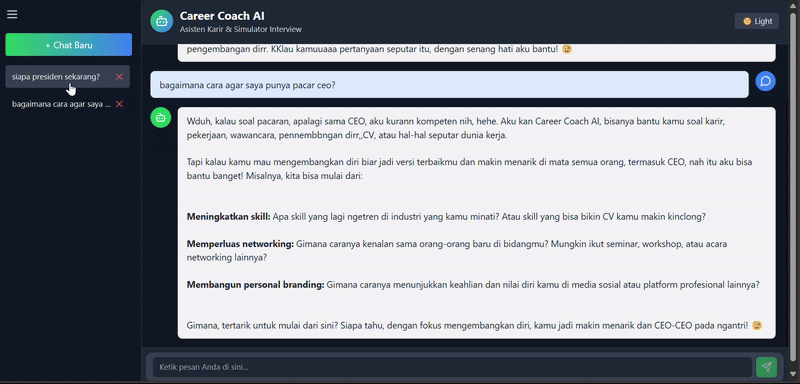 Career Coach AI
Asisten Karir & Simulator Interview
Light
+ Chat Baru
siapa presiden sekarang?
bagaimana cara agar saya ...
pengembangan dirr. KKlau kamuuaaa pertanyaan seputar itu, dengan senang hati aku bantu!
bagaimana cara agar saya punya pacar ceo?
Wduh, kalau soal pacaran, apalagi sama CEO, aku kurann kompeten nih, hehe. Aku kan Career Coach AI, bisanya bantu kamu soal karir,
pekerjaan, wawancara, pennembbngan dirr,,CV, atau hal-hal seputar dunia kerja.
Tapi kalau kamu mau mengembangkan diri biar jadi versi terbaikmu dan makin menarik di mata semua orang, termasuk CEO, nah itu aku bisa
bantu banget! Misalnya, kita bisa mulai dari:
Meningkatkan skill: Apa skill yang lagi ngetren di industri yang kamu minati? Atau skill yang bisa bikin CV kamu makin kinclong?
Memperluas networking: Gimana caranya kenalan sama orang-orang baru di bidangmu? Mungkin ikut seminar, workshop, atau acara
networking lainnya?
Membangun personal branding: Gimana caranya menunjukkan keahlian dan nilai diri kamu di media sosial atau platform profesional lainnya?
Gimana, tertarik untuk mulai dari sini? Siapa tahu, dengan fokus mengembangkan diri, kamu jadi makin menarik dan CEO-CEO pada ngantri!
Ketik pesan Anda di sini...